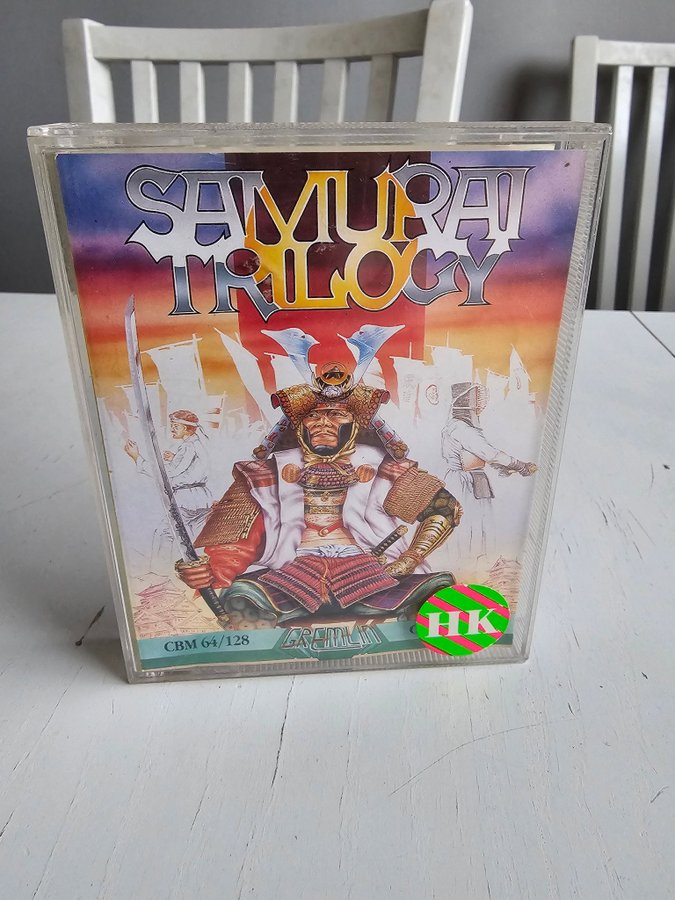 SAMURAI
TRILOGY
CBM 64/128
GREMLIN
HK